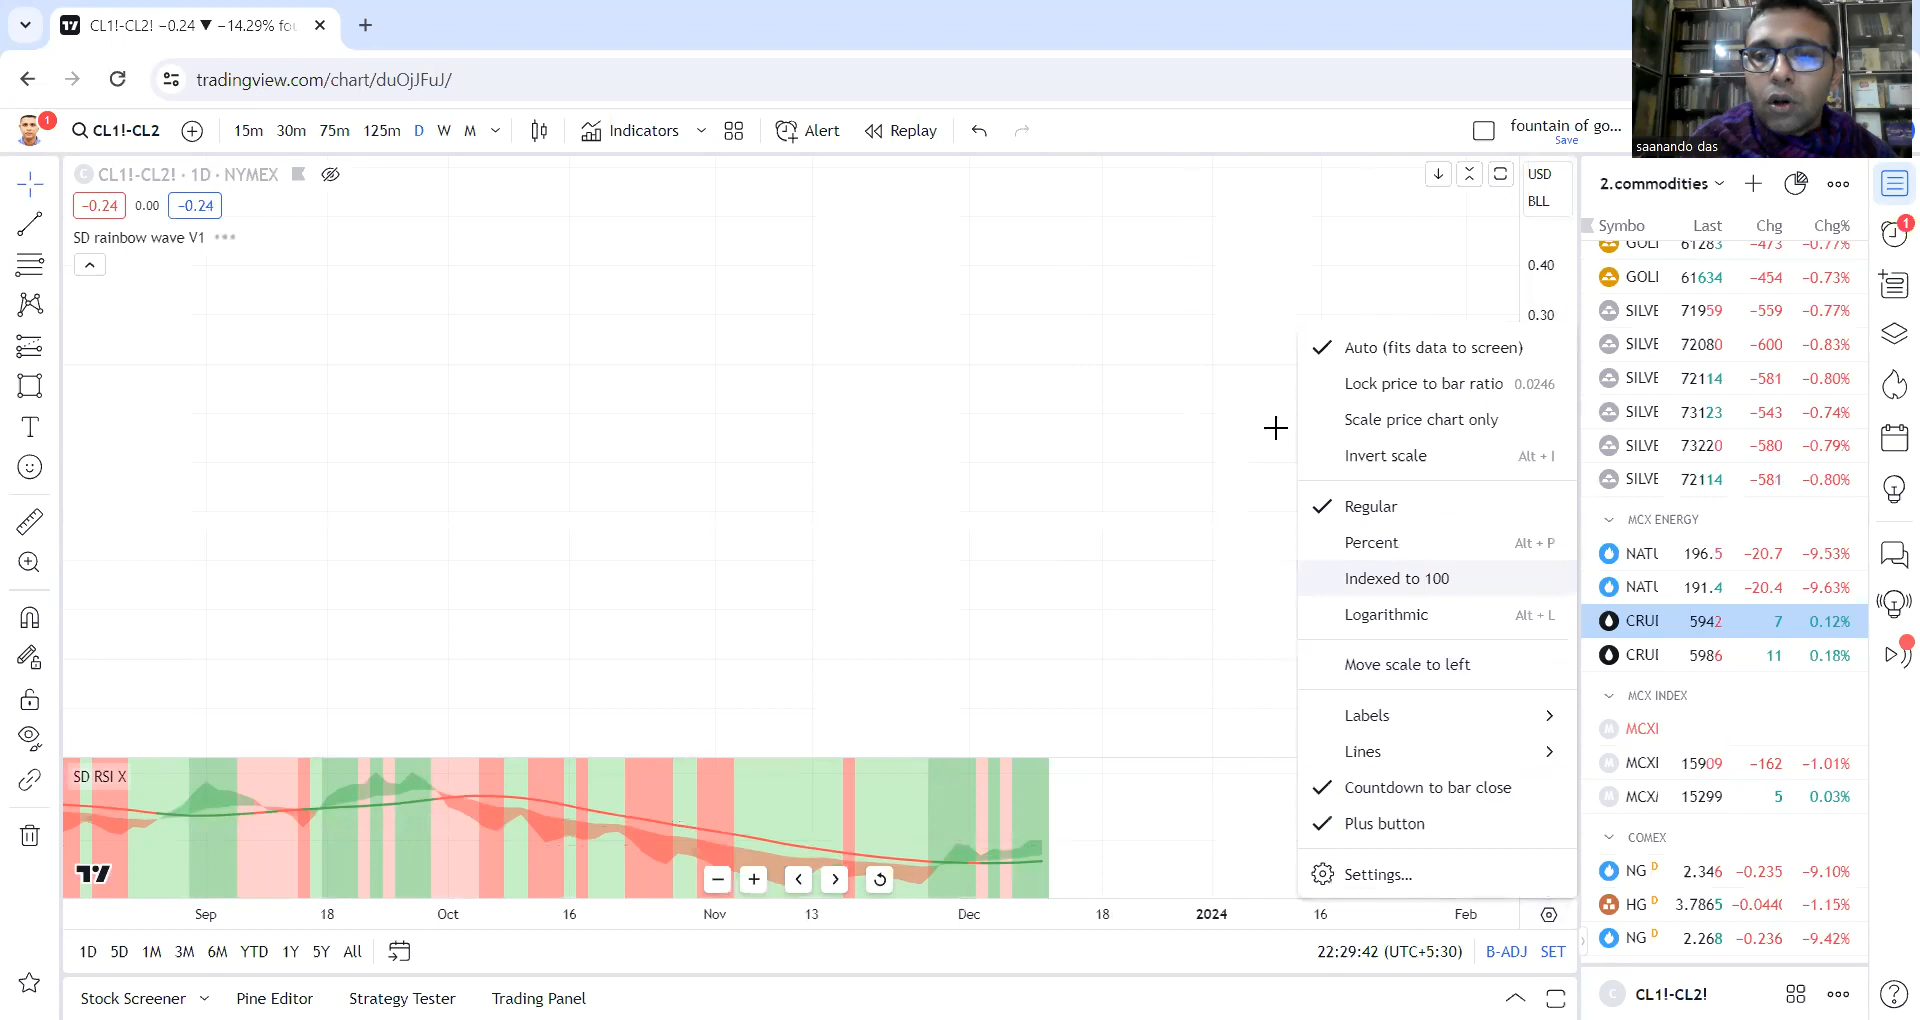 CL1!-CL2! −0.24 ▼ −14.29%
tradingview.com/chart/duOjJFuJ/
saanando das
1
CL1!-CL2
15m 30m 75m 125m D W M
Indicators
Alert
Replay
fountain of go...
Save
CL1!-CL2! · 1D · NYMEX
−0.24 0.00 −0.24
SD rainbow wave V1
USD
BLL
0.40
0.30
Auto (fits data to screen)
Lock price to bar ratio 0.0246
Scale price chart only
Invert scale Alt + I
Regular
Percent Alt + P
Indexed to 100
Logarithmic Alt + L
Move scale to left
Labels
Lines
Countdown to bar close
Plus button
Settings...
SD RSI X
Sep 18 Oct 16 Nov 13 Dec 18 2024 16 Feb
1D 5D 1M 3M 6M YTD 1Y 5Y All
22:29:42 (UTC+5:30) B-ADJ SET
Stock Screener Pine Editor Strategy Tester Trading Panel
2.commodities
1
Symbo Last Chg Chg%
GOLI 61283 −473 −0.77%
GOLI 61634 −454 −0.73%
SILVE 71959 −559 −0.77%
SILVE 72080 −600 −0.83%
SILVE 72114 −581 −0.80%
SILVE 73123 −543 −0.74%
SILVE 73220 −580 −0.79%
SILVE 72114 −581 −0.80%
MCX ENERGY
NATU 196.5 −20.7 −9.53%
NATU 191.4 −20.4 −9.63%
CRUI 5942 7 0.12%
CRUI 5986 11 0.18%
MCX INDEX
MCXI
MCXI 15909 −162 −1.01%
MCX/ 15299 5 0.03%
COMEX
NG D 2.346 −0.235 −9.10%
HG D 3.7865 −0.044( −1.15%
NG D 2.268 −0.236 −9.42%
CL1!-CL2!